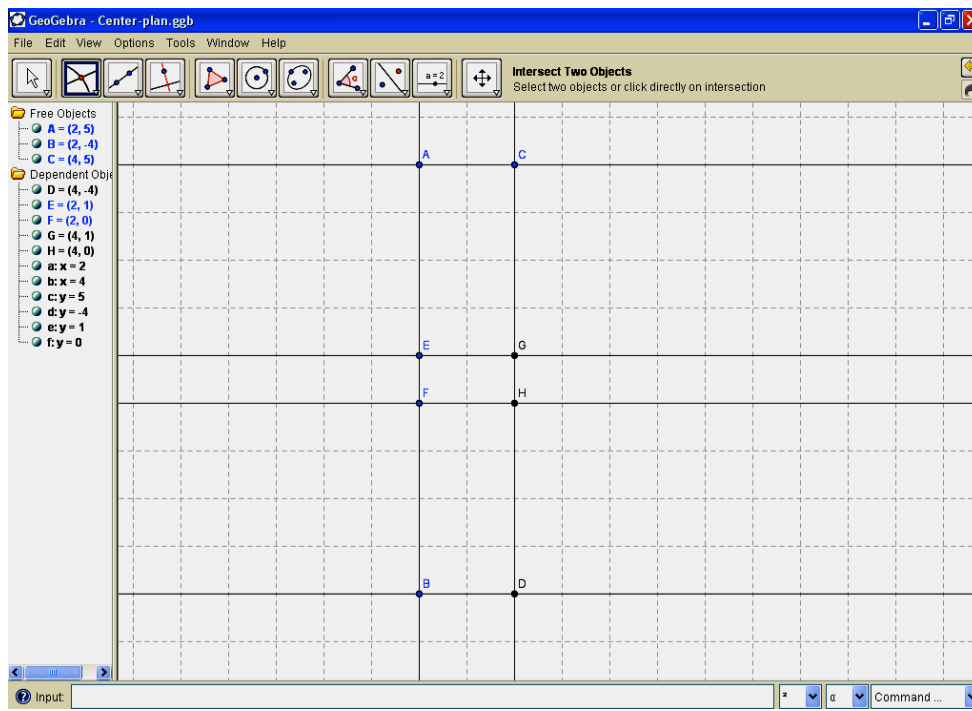 GeoGebra - Center-plan.ggb
File Edit View Options Tools Window Help
α
a = 2
Intersect Two Objects
Select two objects or click directly on intersection
Free Objects
A = (2, 5)
B = (2, -4)
C = (4, 5)
Dependent Obje
D = (4, -4)
E = (2, 1)
F = (2, 0)
G = (4, 1)
H = (4, 0)
a: x = 2
b: x = 4
c: y = 5
d: y = -4
e: y = 1
f: y = 0
A C
E G
F H
B D
Input: ² α Command ...